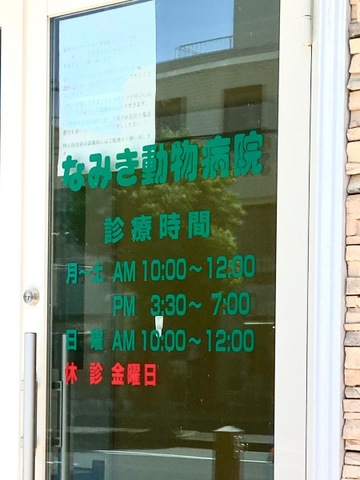 なみき動物病院
診療時間
月～土 AM 10:00～12:00
PM 3:30～7:00
日 曜 AM 10:00～12:00
休 診 金曜日